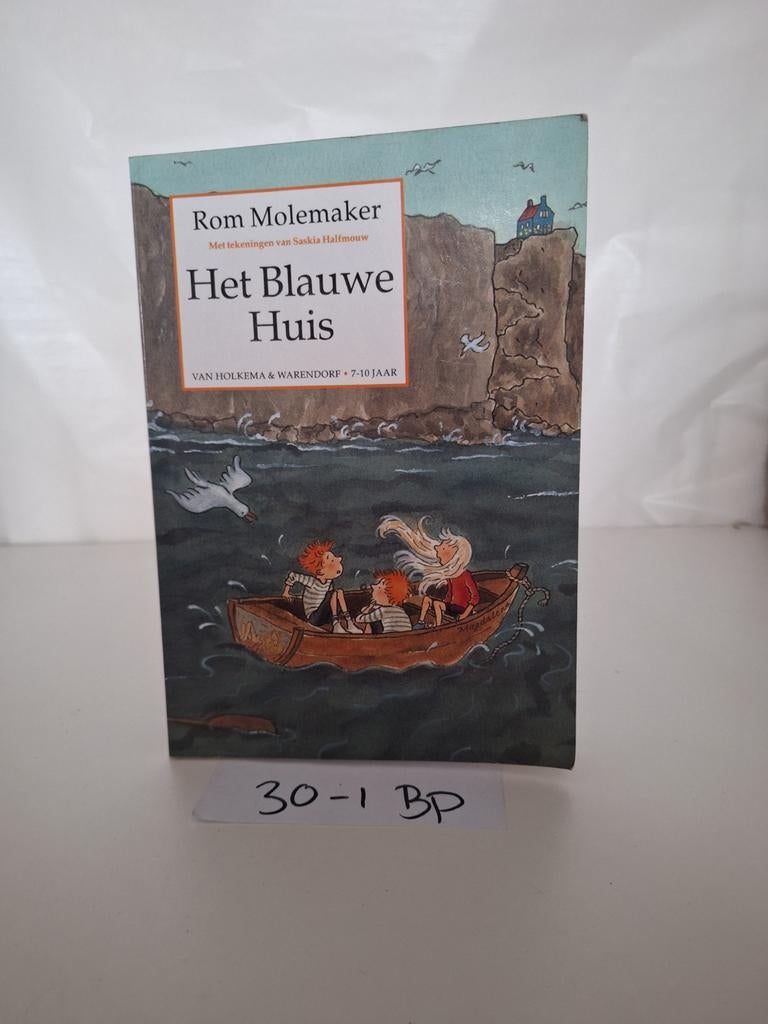 Rom Molemaker
Met tekeningen van Saskia Halfmouw
Het Blauwe
Huis
VAN HOLKEMA & WARENDORF • 7-10 JAAR
Magdalena
30-1 BP